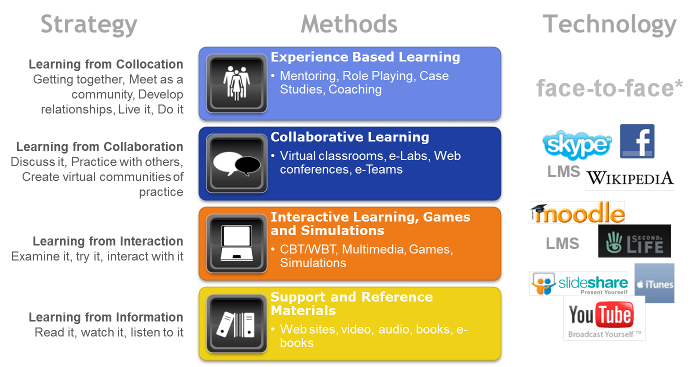 Strategy
Methods
Technology
Learning from Collocation
Getting together, Meet as a
community, Develop
relationships, Live it, Do it
Experience Based Learning
• Mentoring, Role Playing, Case
Studies, Coaching
face-to-face*
Learning from Collaboration
Discuss it, Practice with others,
Create virtual communities of
practice
Collaborative Learning
• Virtual classrooms, e-Labs, Web
conferences, e-Teams
skype
f
LMS
WIKIPEDIA
Learning from Interaction
Examine it, try it, interact with it
Interactive Learning, Games
and Simulations
• CBT/WBT, Multimedia, Games,
Simulations
moodle
LMS
SECOND
LIFE
Learning from Information
Read it, watch it, listen to it
Support and Reference
Materials
• Web sites, video, audio, books, e-
books
slideshare
Present Yourself
iTunes
YouTube
Broadcast Yourself™